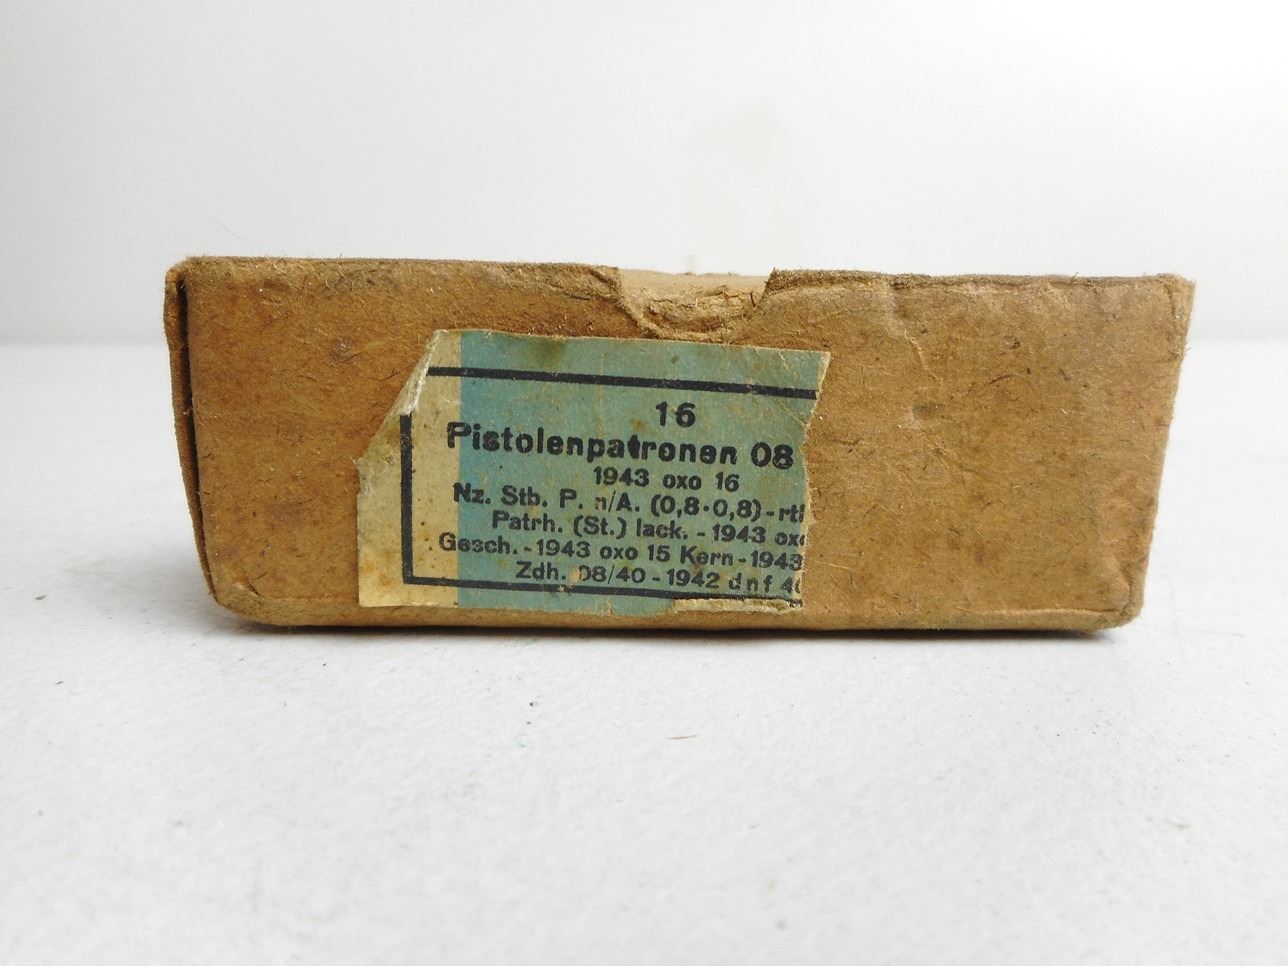 16
Pistolenpatronen 08
1943 oxo 16
Nz. Stb. P. n/A. (0,8·0,8) -
Patrh. (St.) lack. - 1943
Gesch. - 1943 oxo 15 Kern - 1943
Zdh. 08/40 - 1942 dnf